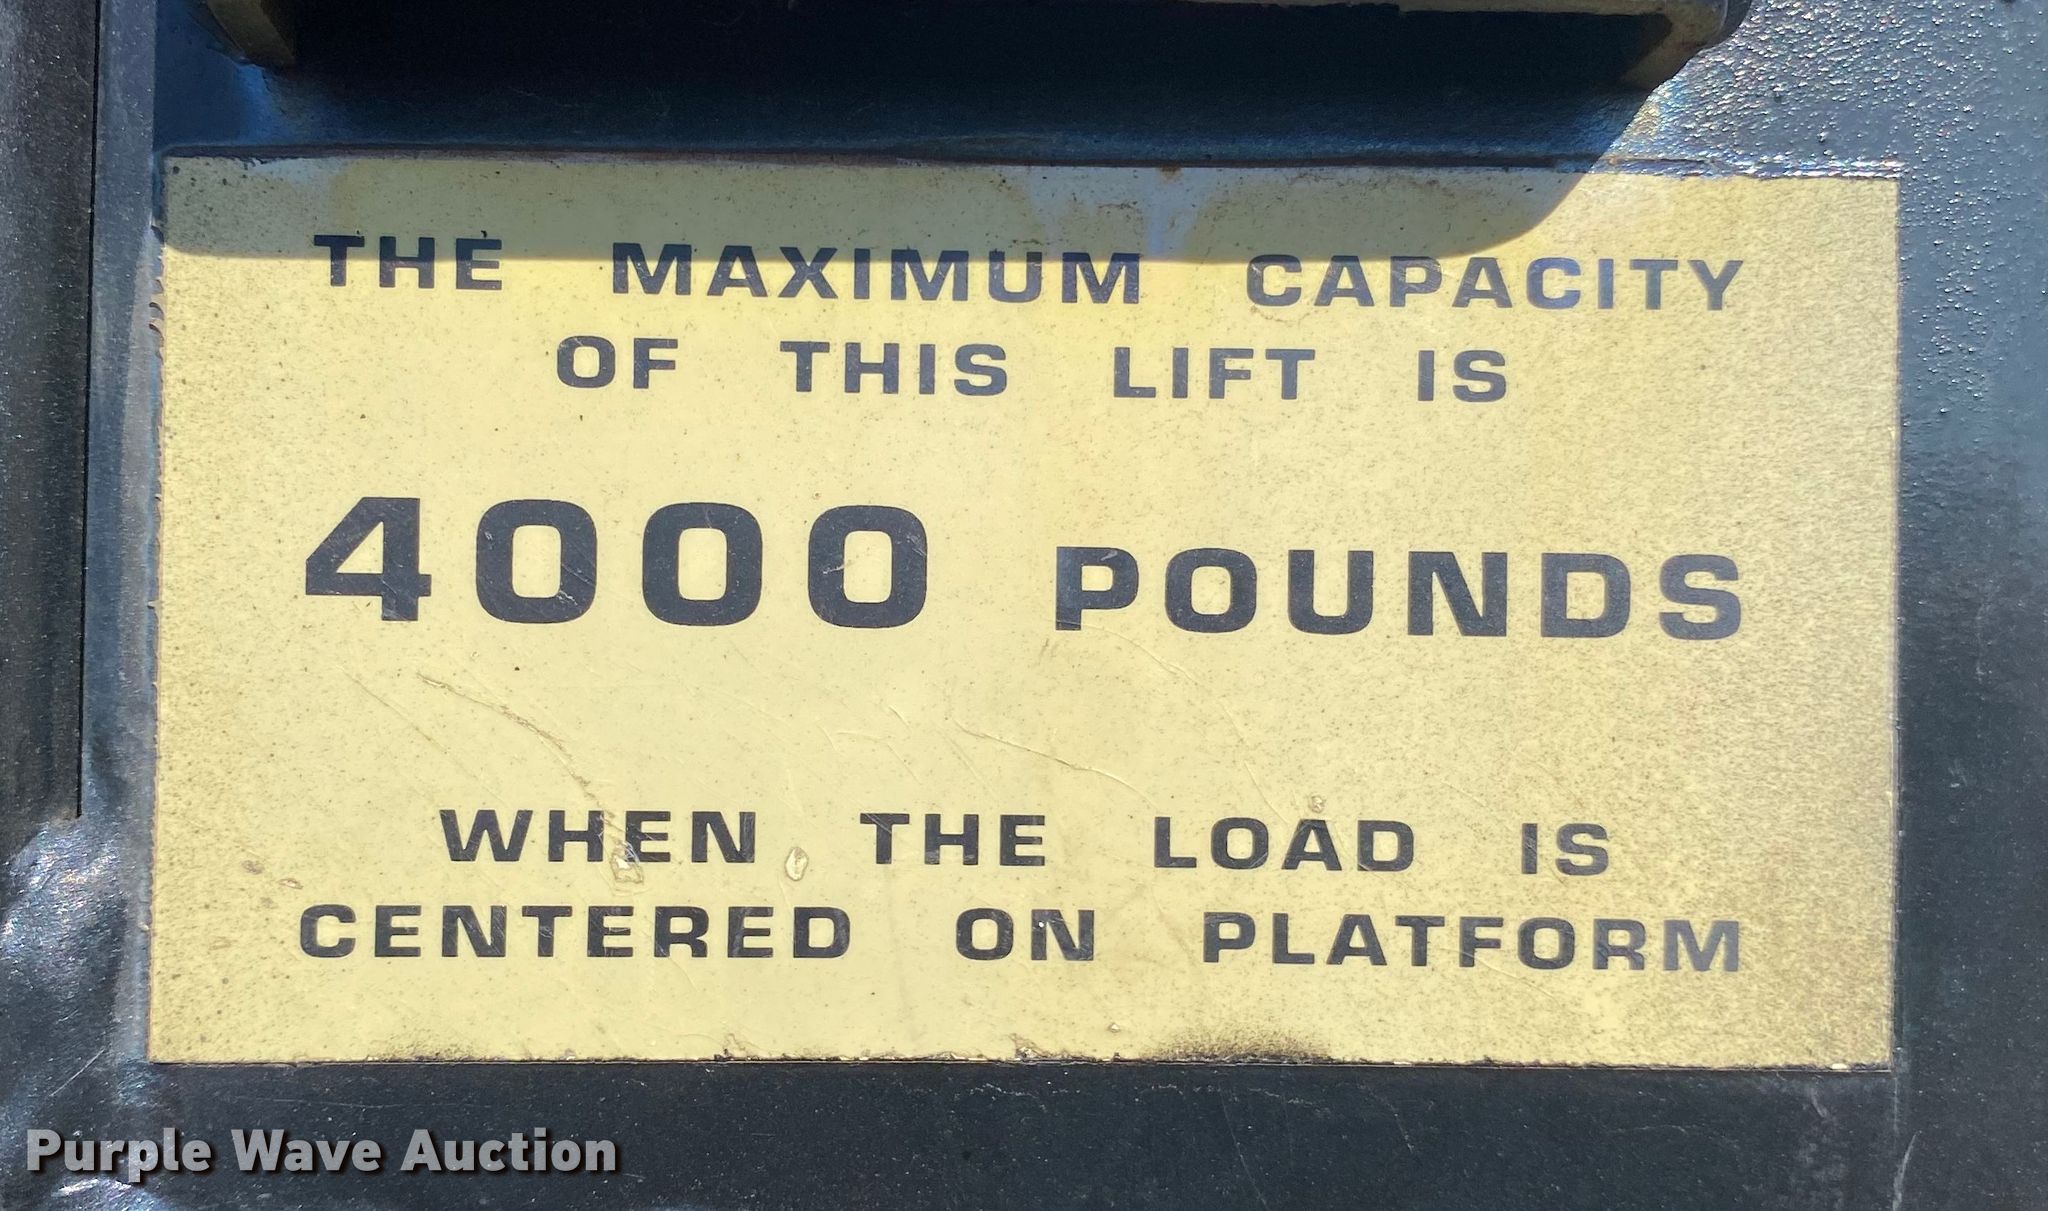 THE MAXIMUM CAPACITY
OF THIS LIFT IS
4000 POUNDS
WHEN THE LOAD IS
CENTERED ON PLATFORM
Purple Wave Auction